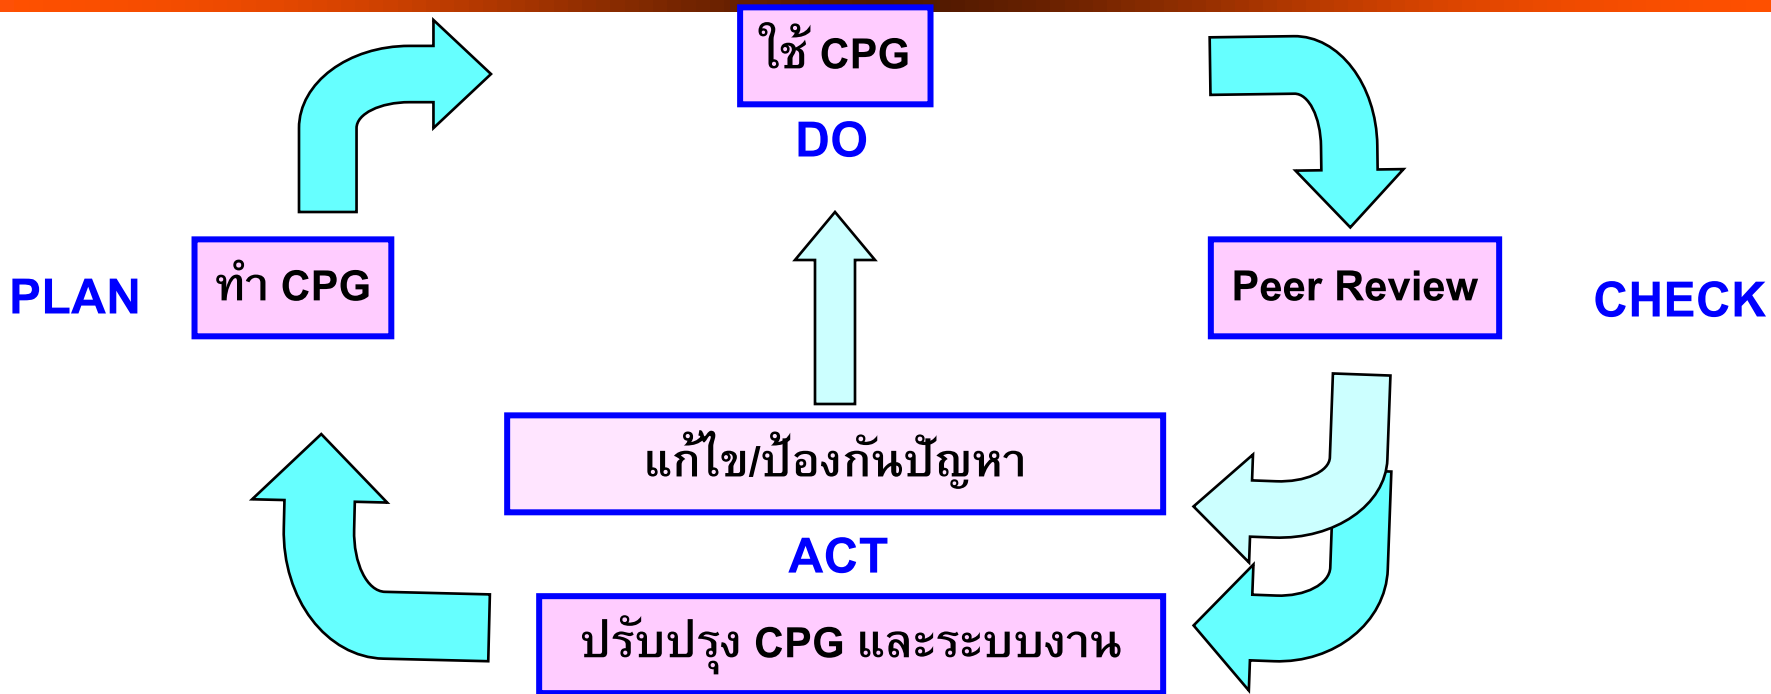 ใช้ CPG
DO
PLAN
ทำ CPG
Peer Review
CHECK
แก้ไข/ป้องกันปัญหา
ACT
ปรับปรุง CPG และระบบงาน